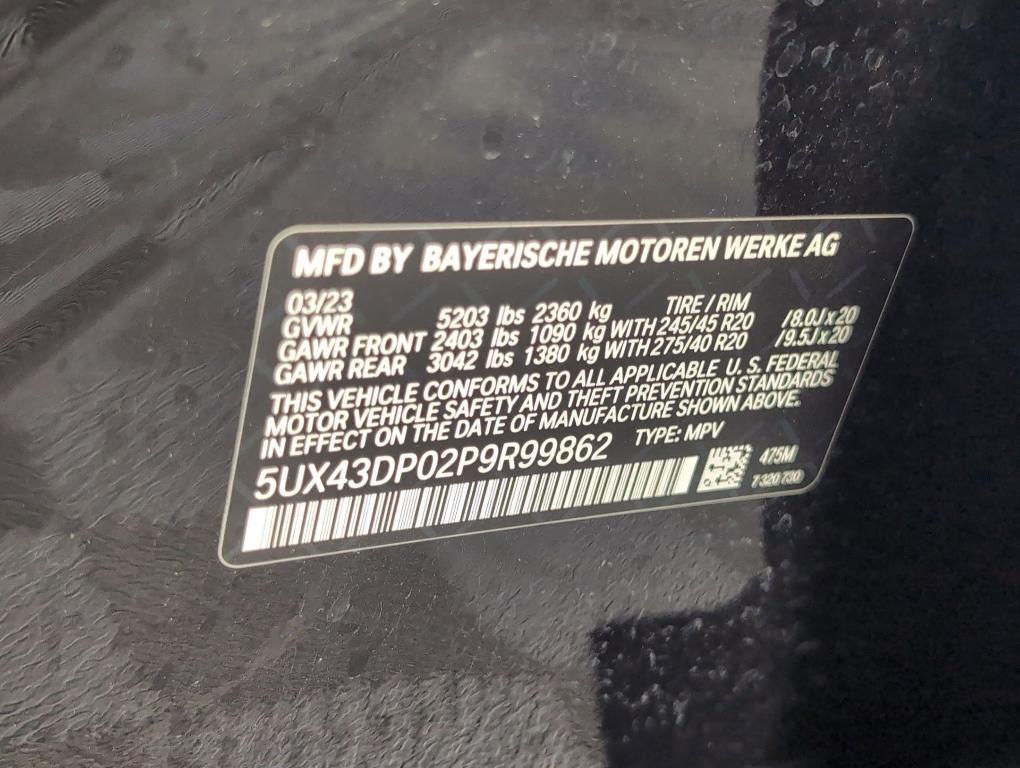 MFD BY BAYERISCHE MOTOREN WERKE AG
03/23
GVWR 5203 lbs 2360 kg TIRE / RIM
GAWR FRONT 2403 lbs 1090 kg WITH 245/45 R20 /8.0J x 20
GAWR REAR 3042 lbs 1380 kg WITH 275/40 R20 /9.5J x 20
THIS VEHICLE CONFORMS TO ALL APPLICABLE U.S. FEDERAL
MOTOR VEHICLE SAFETY AND THEFT PREVENTION STANDARDS
IN EFFECT ON THE DATE OF MANUFACTURE SHOWN ABOVE.
5UX43DP02P9R99862 TYPE: MPV
475M
7 320 730